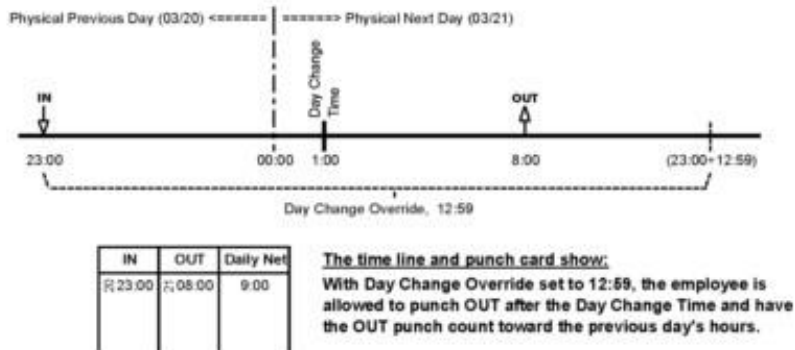 Physical Previous Day (03/20) <====== ======> Physical Next Day (03/21)
Day Change
Time
IN
OUT
23:00 00:00 1:00 8:00 (23:00+12:59)
Day Change Override, 12:59
IN OUT Daily Net
23:00 08:00 9:00
The time line and punch card show:
With Day Change Override set to 12:59, the employee is
allowed to punch OUT after the Day Change Time and have
the OUT punch count toward the previous day's hours.